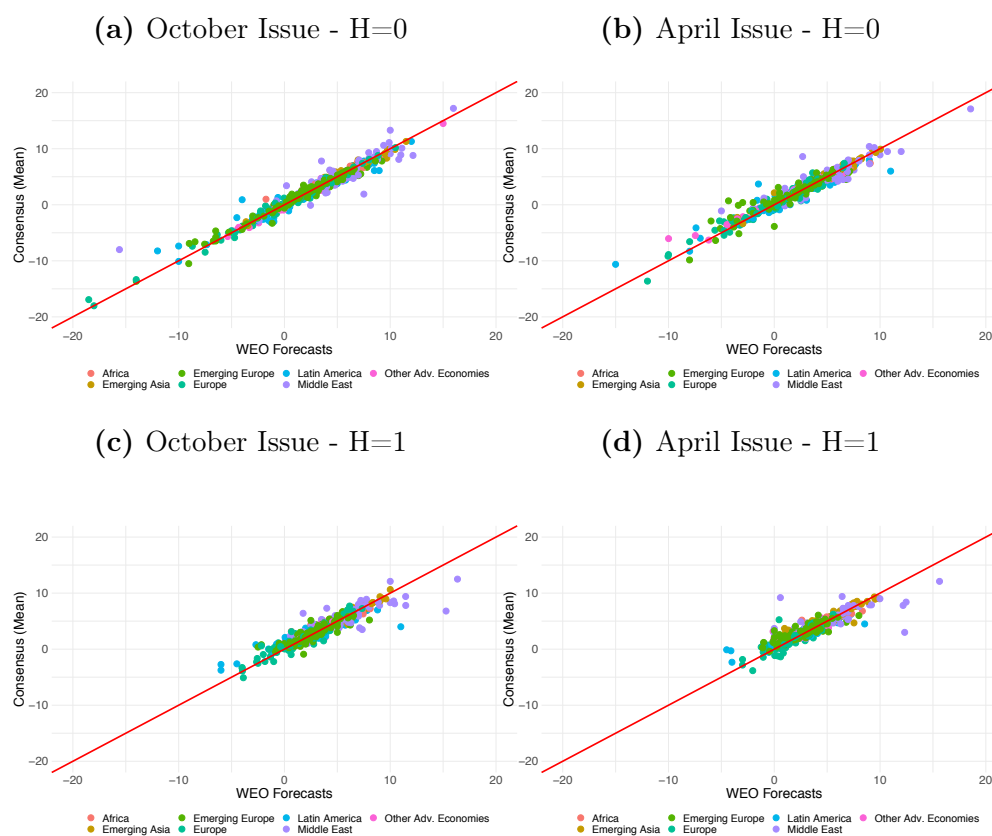 (a) October Issue - H=0
(b) April Issue - H=0
Consensus (Mean)
20
10
0
−10
−20
−20 −10 0 10 20
WEO Forecasts
Africa Emerging Europe Latin America Other Adv. Economies
Emerging Asia Europe Middle East
Consensus (Mean)
20
10
0
−10
−20
−20 −10 0 10 20
WEO Forecasts
Africa Emerging Europe Latin America Other Adv. Economies
Emerging Asia Europe Middle East
(c) October Issue - H=1
(d) April Issue - H=1
Consensus (Mean)
20
10
0
−10
−20
−20 −10 0 10 20
WEO Forecasts
Africa Emerging Europe Latin America Other Adv. Economies
Emerging Asia Europe Middle East
Consensus (Mean)
20
10
0
−10
−20
−20 −10 0 10 20
WEO Forecasts
Africa Emerging Europe Latin America Other Adv. Economies
Emerging Asia Europe Middle East